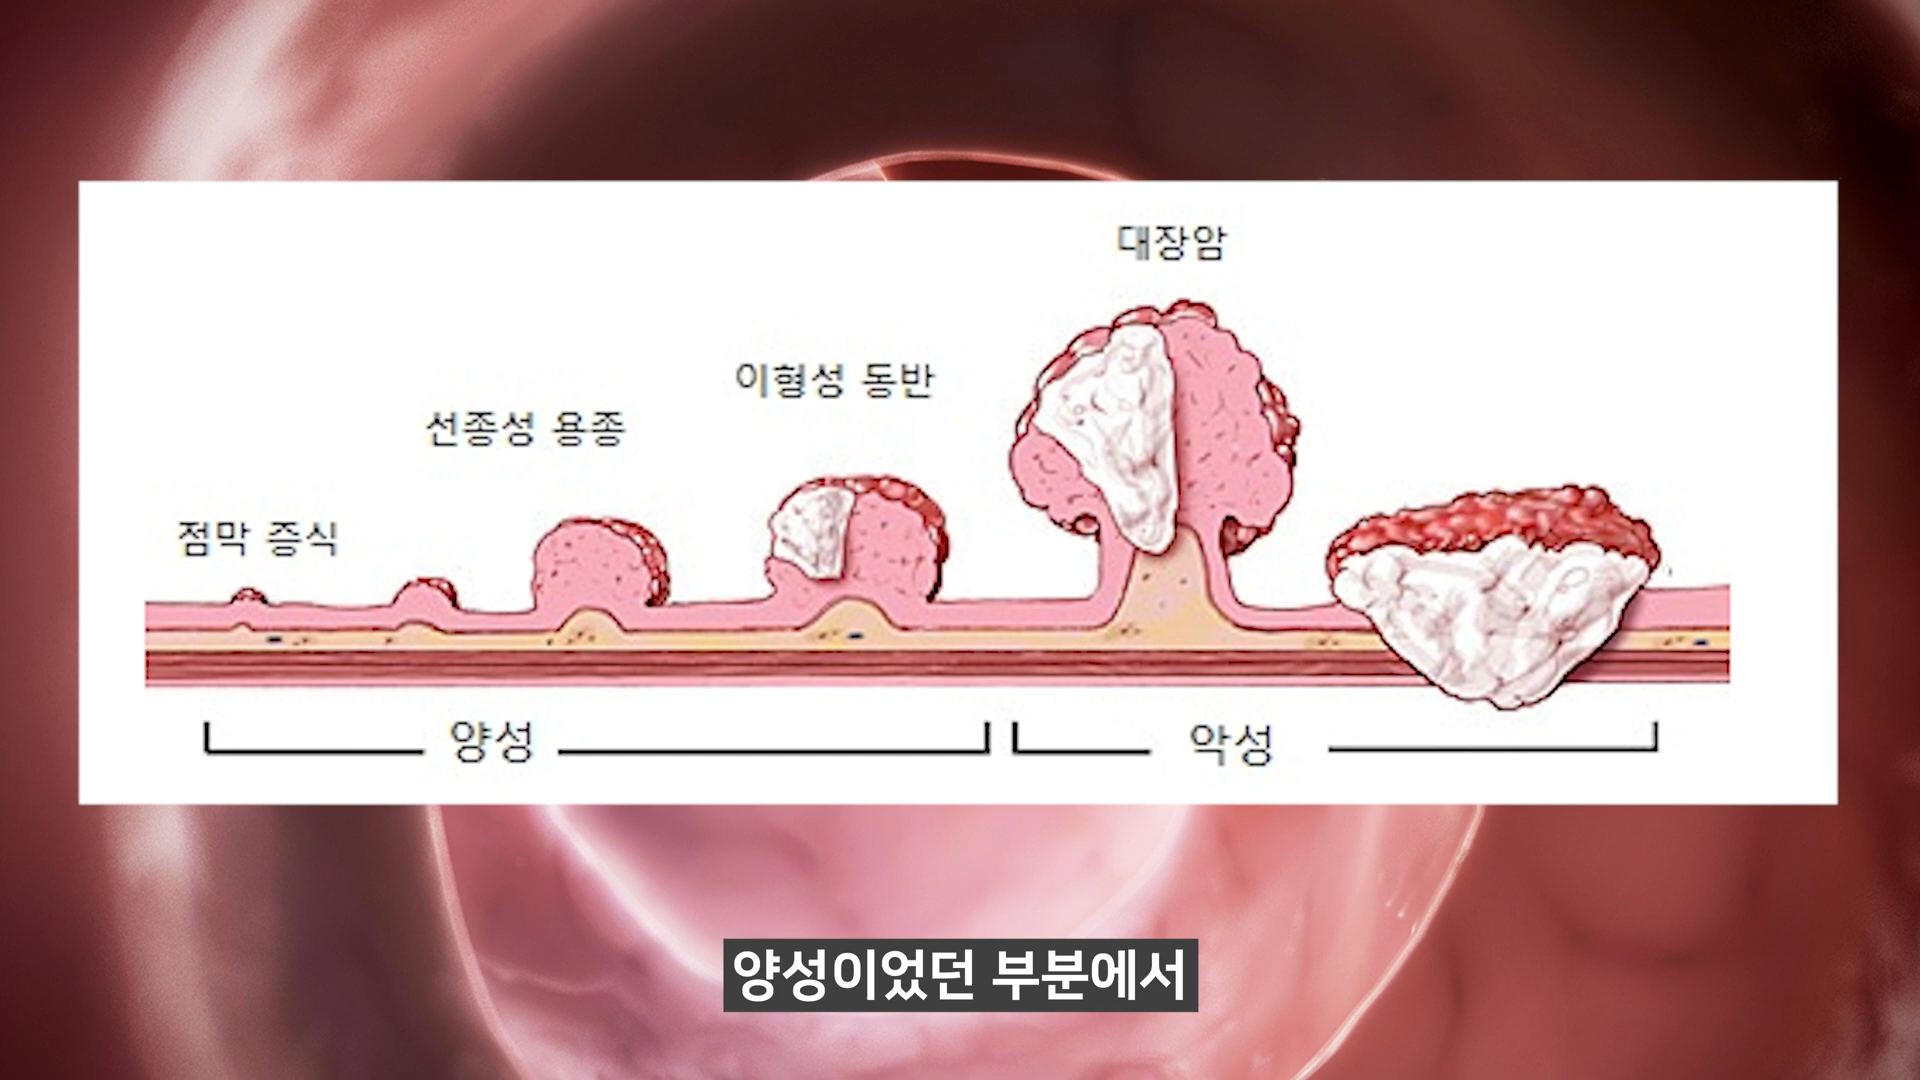 대장암
이형성 동반
선종성 용종
점막 증식
양성
악성
양성이었던 부분에서